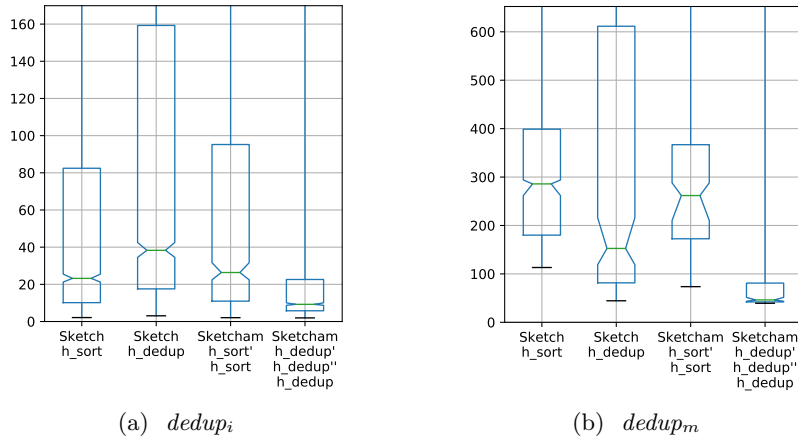 160
140
120
100
80
60
40
20
0
Sketch
h_sort
Sketch
h_dedup
Sketcham
h_sort'
h_sort
Sketcham
h_dedup'
h_dedup''
h_dedup
(a) dedup_i
600
500
400
300
200
100
0
Sketch
h_sort
Sketch
h_dedup
Sketcham
h_sort'
h_sort
Sketcham
h_dedup'
h_dedup''
h_dedup
(b) dedup_m